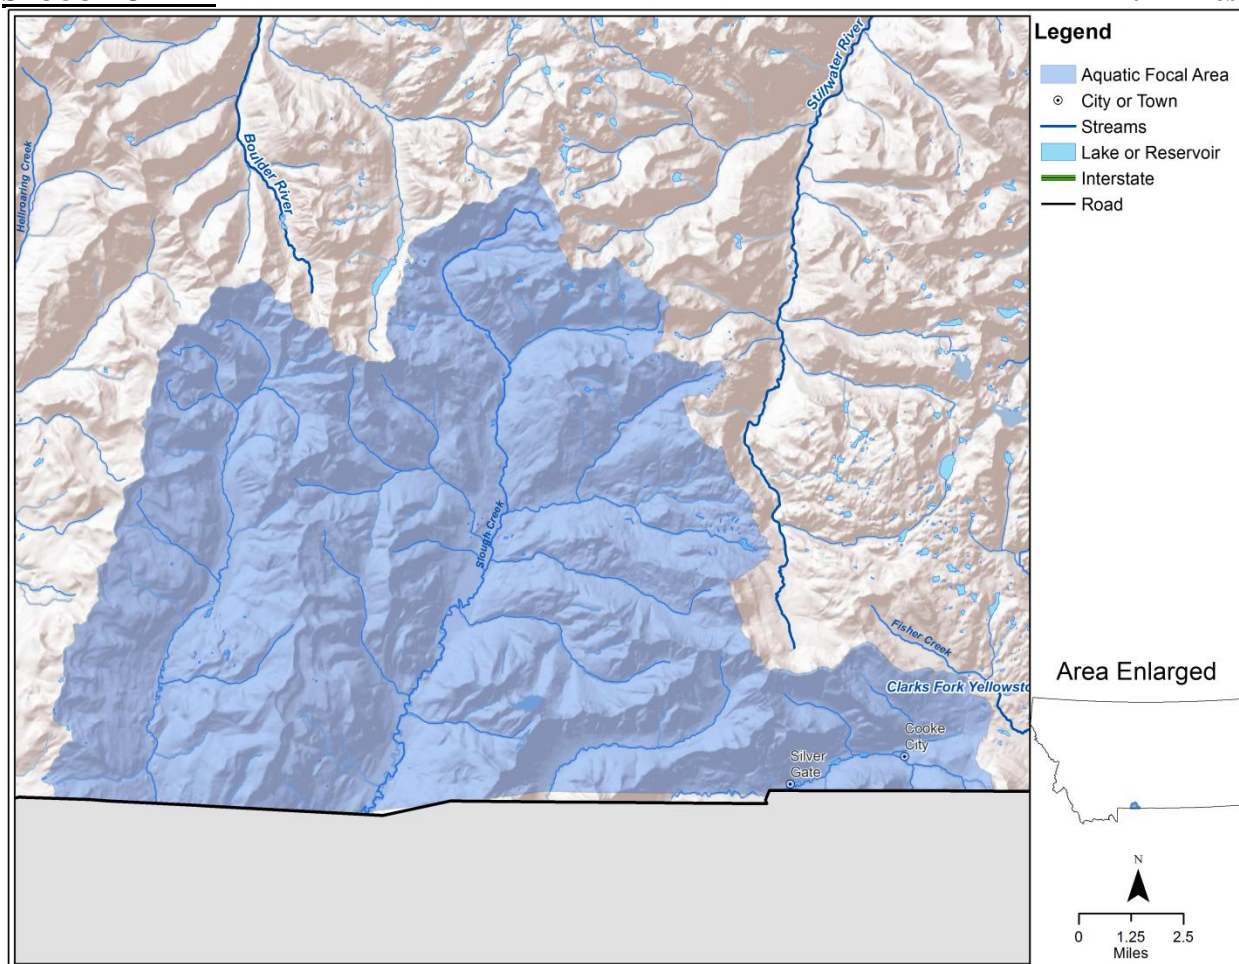 Legend
Aquatic Focal Area
City or Town
Streams
Lake or Reservoir
Interstate
Road
Stillwater River
Boulder River
Hellroaring Creek
Slough Creek
Fisher Creek
Clarks Fork Yellowsto
Cooke
City
Silver
Gate
Area Enlarged
N
0 1.25 2.5
Miles